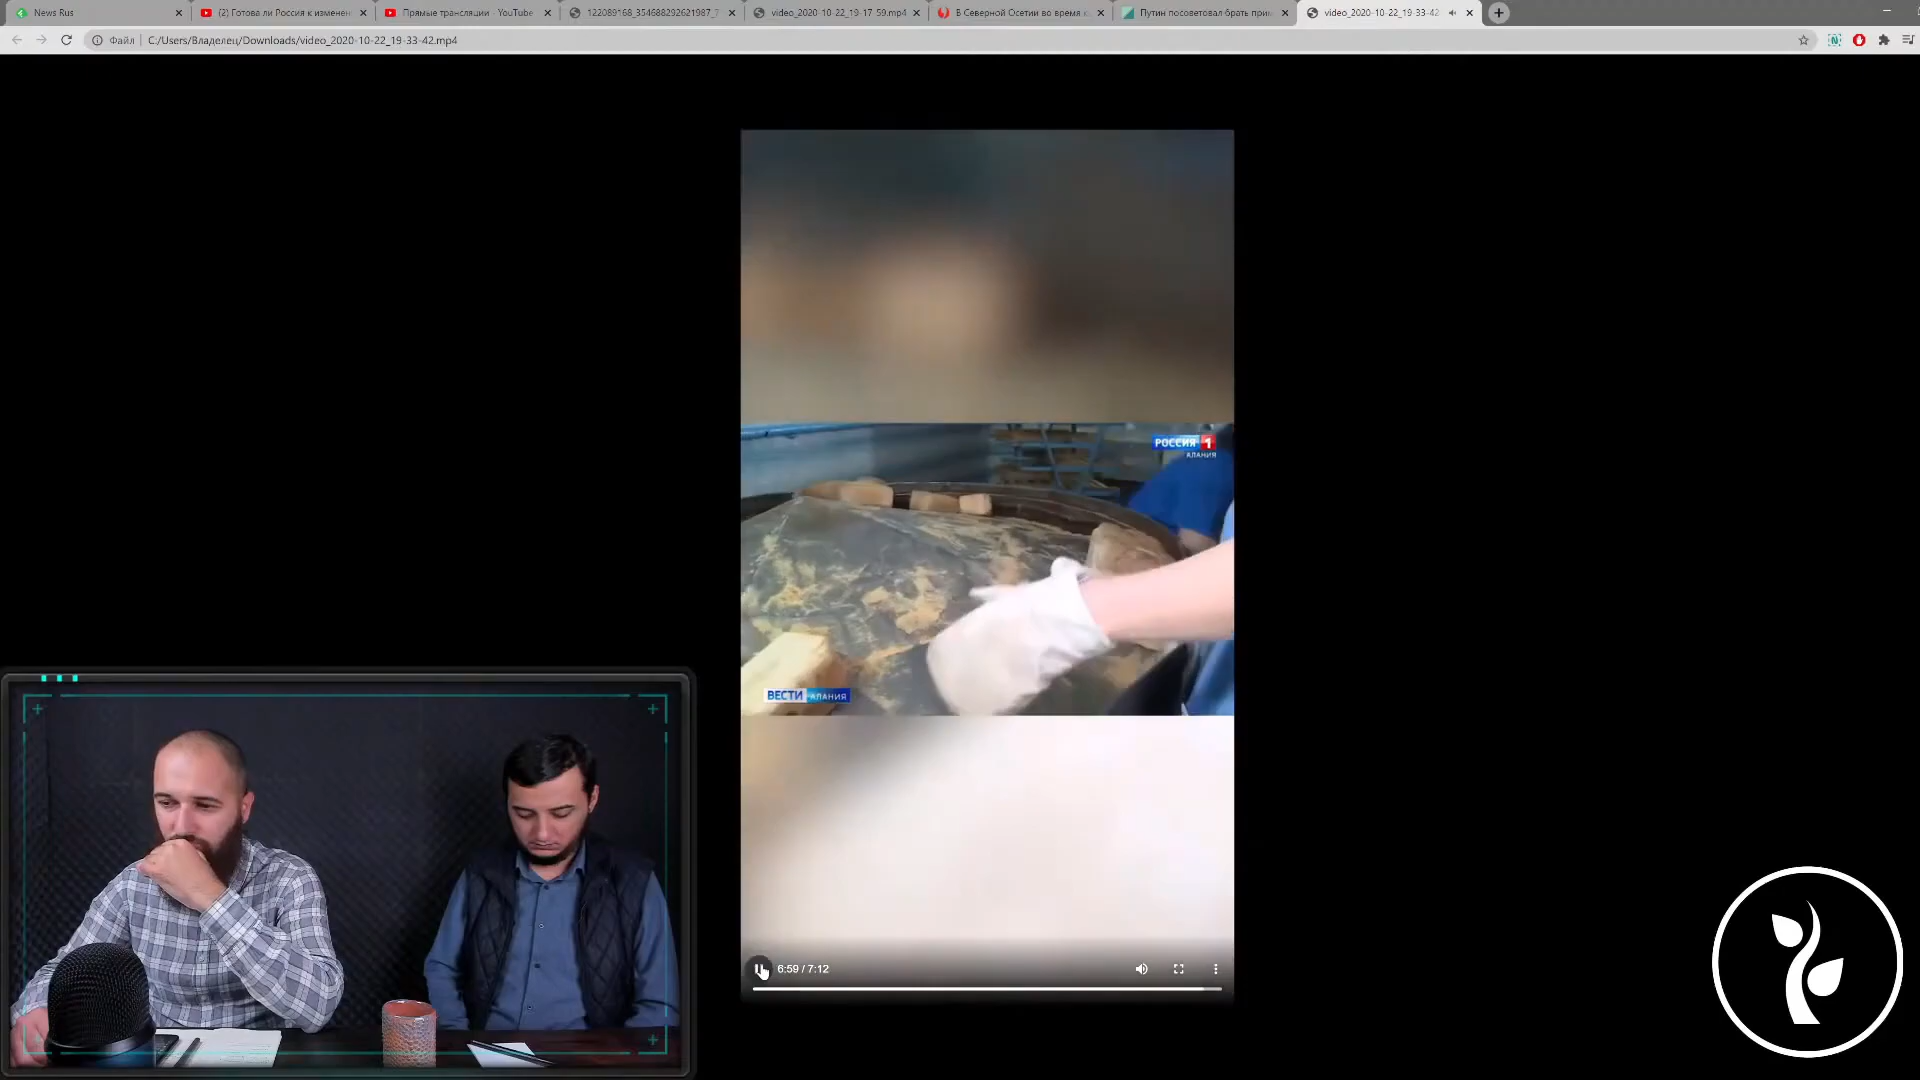 News Rus
(2) Готова ли Россия к изменен
Прямые трансляции - YouTube
122089168_354688292621987_7
video_2020-10-22_19-17-59.mp4
В Северной Осетии во время к
Путин посоветовал брать при
video_2020-10-22_19-33-42
Файл
C:/Users/Владелец/Downloads/video_2020-10-22_19-33-42.mp4
РОССИЯ 1
АЛАНИЯ
ВЕСТИ АЛАНИЯ
6:59 / 7:12